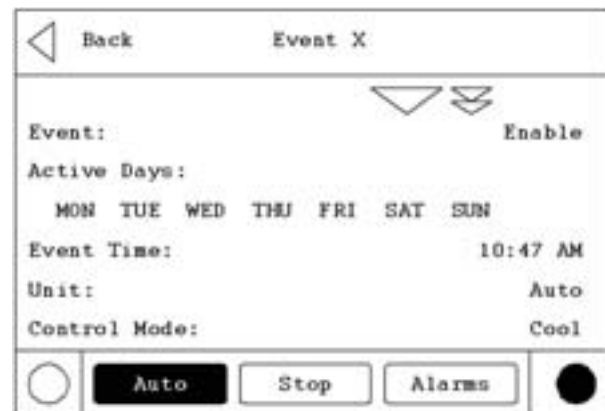 Back Event X
Event: Enable
Active Days:
MON TUE WED THU FRI SAT SUN
Event Time: 10:47 AM
Unit: Auto
Control Mode: Cool
Auto Stop Alarms